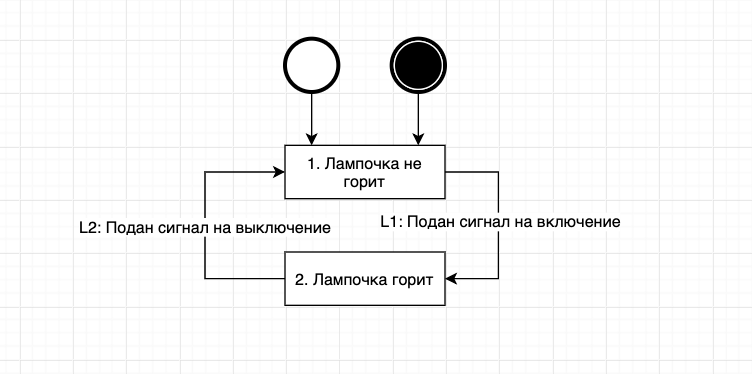 1. Лампочка не
горит
L1: Подан сигнал на включение
L2: Подан сигнал на выключение
2. Лампочка горит